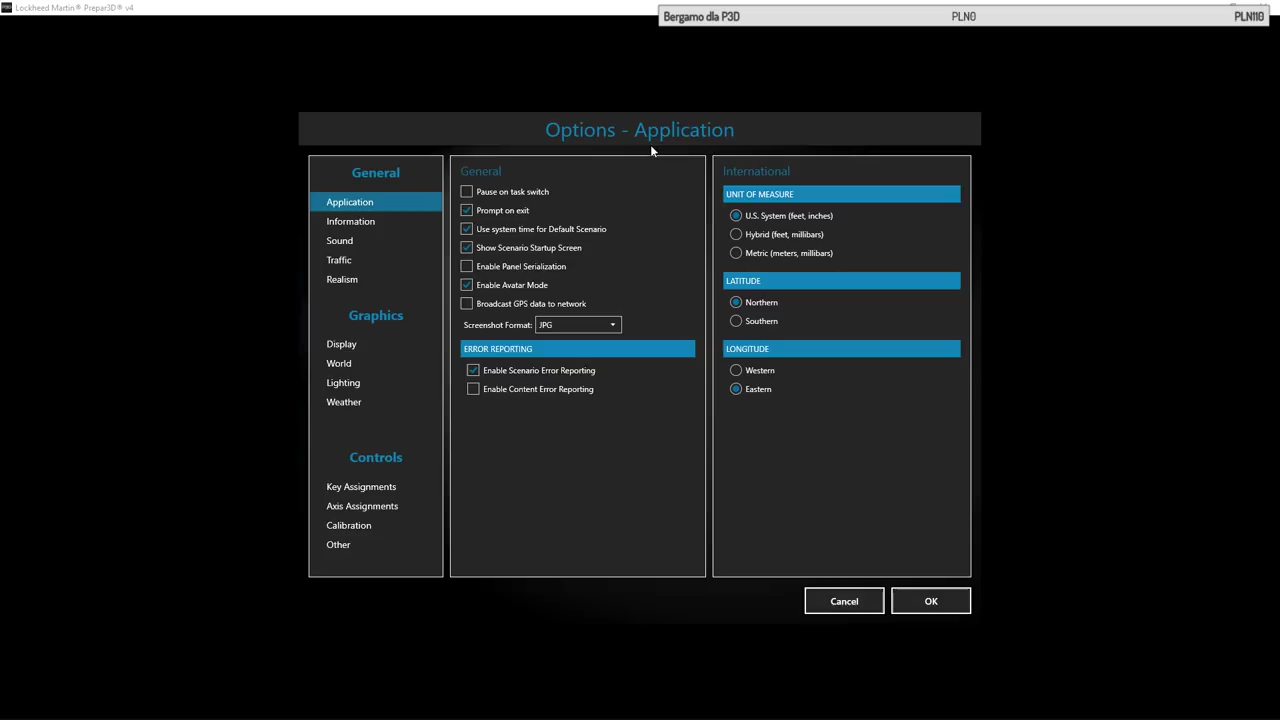 Lockheed Martin® Prepar3D® v4
Bergamo dla P3D PLN0 PLN110
Options - Application
General
Application
Information
Sound
Traffic
Realism
Graphics
Display
World
Lighting
Weather
Controls
Key Assignments
Axis Assignments
Calibration
Other
General
Pause on task switch
Prompt on exit
Use system time for Default Scenario
Show Scenario Startup Screen
Enable Panel Serialization
Enable Avatar Mode
Broadcast GPS data to network
Screenshot Format: JPG
ERROR REPORTING
Enable Scenario Error Reporting
Enable Content Error Reporting
International
UNIT OF MEASURE
U.S. System (feet, inches)
Hybrid (feet, millibars)
Metric (meters, millibars)
LATITUDE
Northern
Southern
LONGITUDE
Western
Eastern
Cancel OK